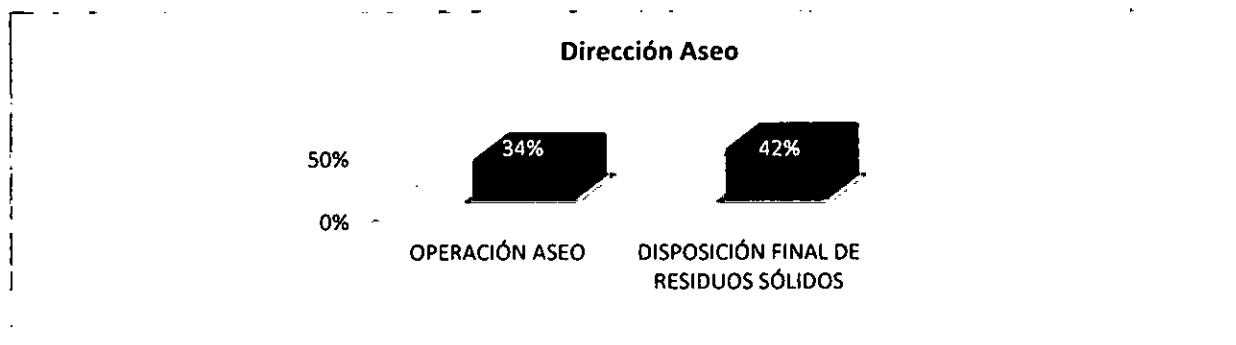 Dirección Aseo
34%
42%
50%
0%
OPERACIÓN ASEO
DISPOSICIÓN FINAL DE
RESIDUOS SÓLIDOS